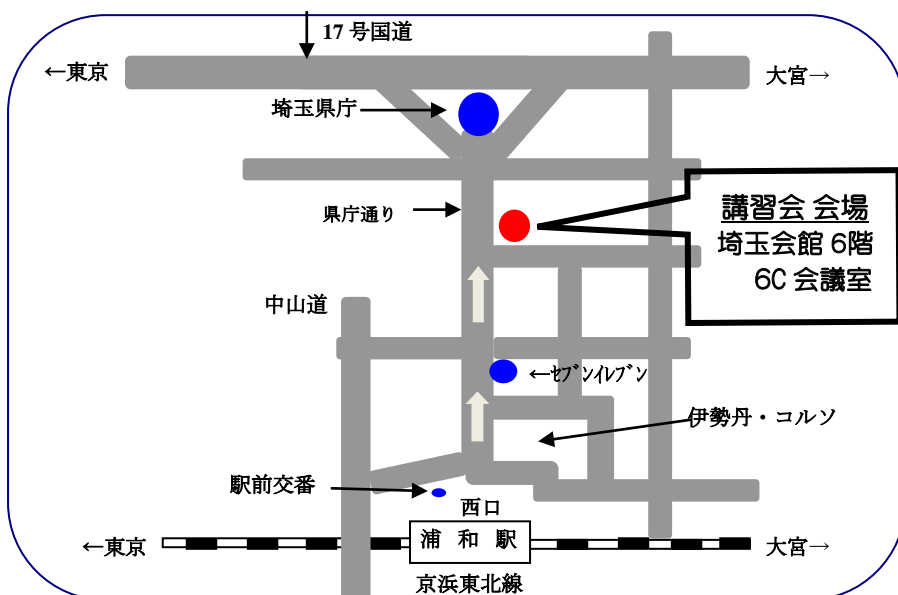 17 号国道
←東京
大宮→
埼玉県庁
県庁通り
講習会 会場
埼玉会館 6階
6C 会議室
中山道
←ｾﾌﾞﾝｲﾚﾌﾞﾝ
伊勢丹・コルソ
駅前交番
西口
←東京
浦 和 駅
大宮→
京浜東北線